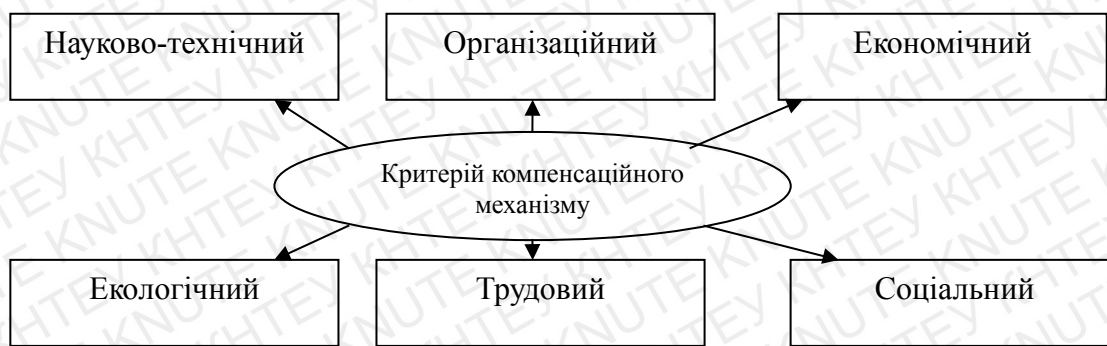 Науково-технічний
Організаційний
Економічний
Критерій компенсаційного
механізму
Екологічний
Трудовий
Соціальний